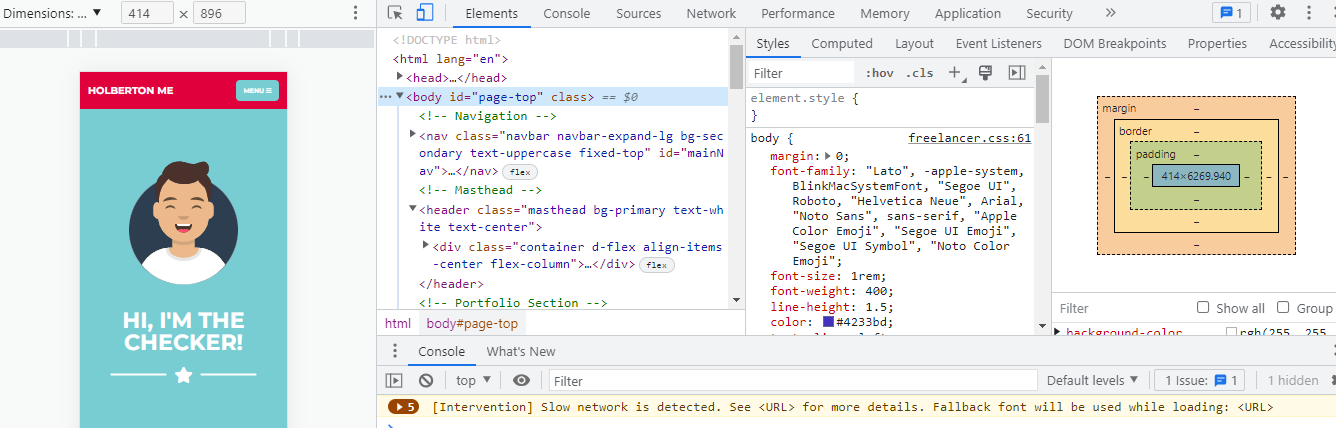 Dimensions: ... ▼ 414 × 896
Elements Console Sources Network Performance Memory Application Security » 1
HOLBERTON ME MENU ☰
HI, I'M THE
CHECKER!
<!DOCTYPE html>
<html lang="en">
<head>…</head>
<body id="page-top" class> == $0
<!-- Navigation -->
<nav class="navbar navbar-expand-lg bg-sec
ondary text-uppercase fixed-top" id="mainN
av">…</nav> flex
<!-- Masthead -->
<header class="masthead bg-primary text-wh
ite text-center">
<div class="container d-flex align-items
-center flex-column">…</div> flex
</header>
<!-- Portfolio Section -->
html body#page-top
Styles Computed Layout Event Listeners DOM Breakpoints Properties Accessibility
Filter :hov .cls +
element.style {
}
body { freelancer.css:61
margin: 0;
font-family: "Lato", -apple-system,
BlinkMacSystemFont, "Segoe UI",
Roboto, "Helvetica Neue", Arial,
"Noto Sans", sans-serif, "Apple
Color Emoji", "Segoe UI Emoji",
"Segoe UI Symbol", "Noto Color
Emoji";
font-size: 1rem;
font-weight: 400;
line-height: 1.5;
color: #4233bd;
margin –
border –
padding –
– – – 414×6269.940 – – –
–
–
–
Filter Show all Group
background-color rgb(255, 255,
Console What's New
top ▼ Filter Default levels ▼ 1 Issue: 1 1 hidden
5 [Intervention] Slow network is detected. See <URL> for more details. Fallback font will be used while loading: <URL>